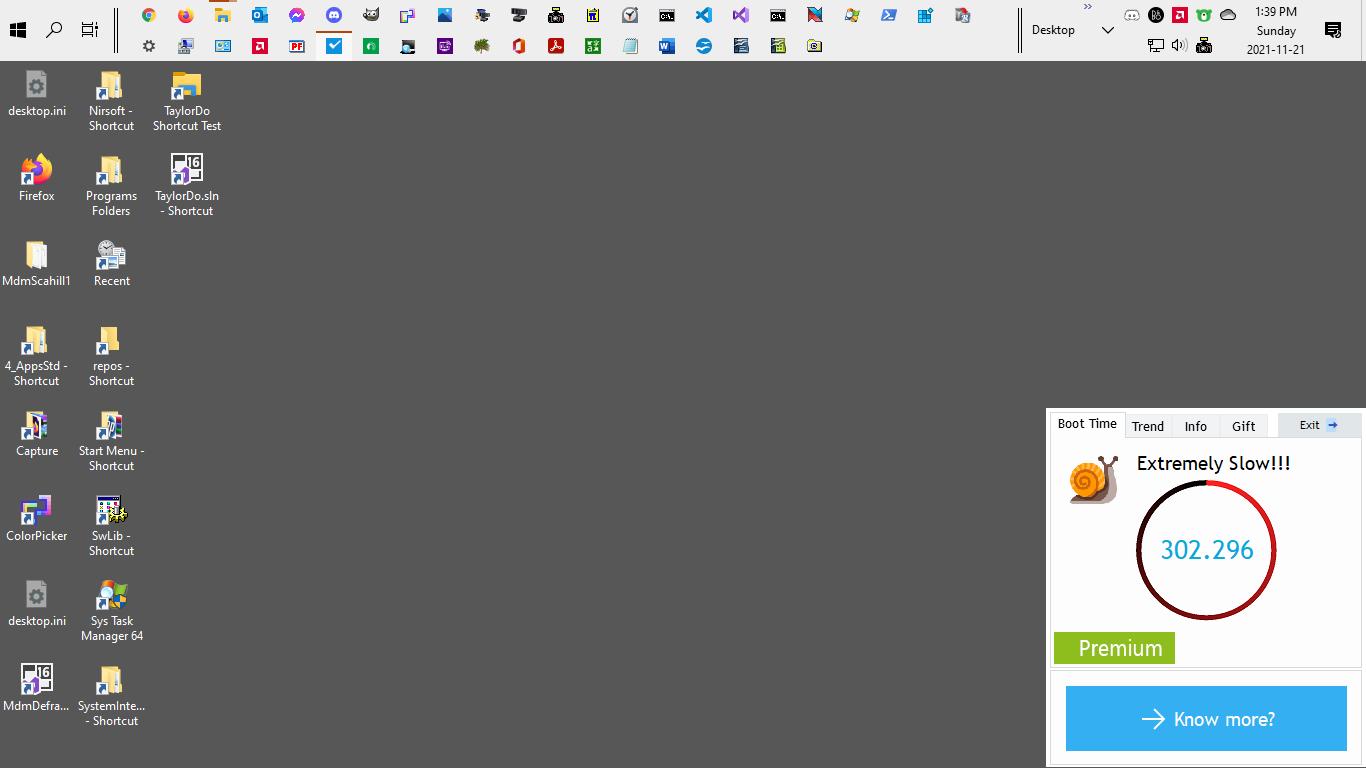 1:39 PM
Sunday
2021-11-21
Desktop
desktop.ini
Nirsoft -
Shortcut
TaylorDo
Shortcut Test
Firefox
Programs
Folders
TaylorDo.sln
- Shortcut
16
MdmScahill1
Recent
4_AppsStd -
Shortcut
repos -
Shortcut
Capture
Start Menu -
Shortcut
ColorPicker
SwLib -
Shortcut
desktop.ini
Sys Task
Manager 64
16
MdmDefra...
SystemInte...
- Shortcut
Boot Time
Trend
Info
Gift
Exit
Extremely Slow!!!
302.296
Premium
Know more?